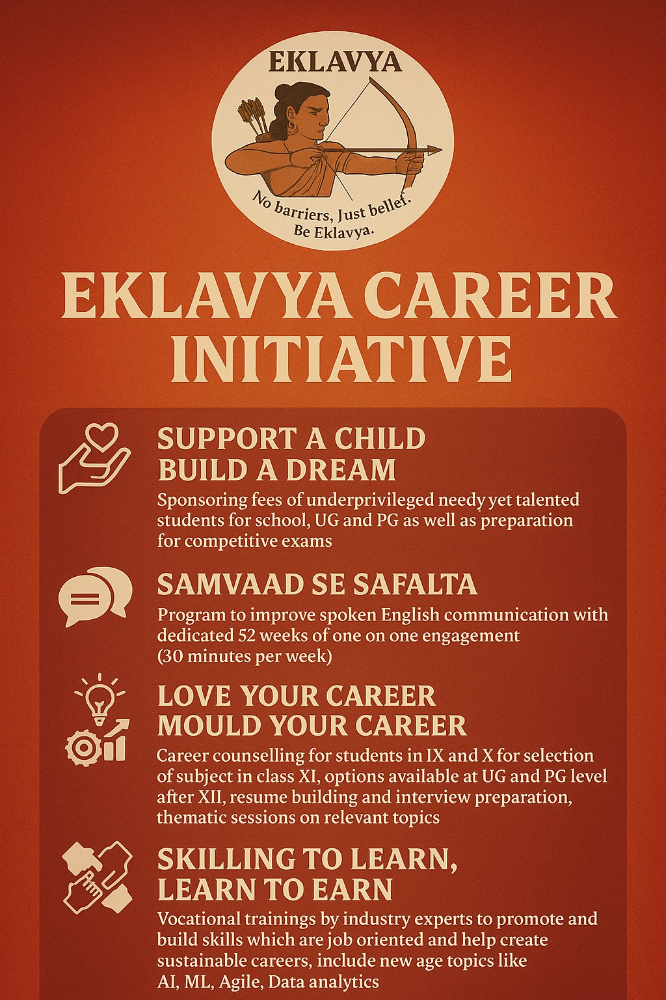 EKLAVYA
No barriers, Just bellef.
Be Eklavya.
EKLAVYA CAREER
INITIATIVE
SUPPORT A CHILD
BUILD A DREAM
Sponsoring fees of underprivileged needy yet talented
students for school, UG and PG as well as preparation
for competitive exams
SAMVAAD SE SAFALTA
Program to improve spoken English communication with
dedicated 52 weeks of one on one engagement
(30 minutes per week)
LOVE YOUR CAREER
MOULD YOUR CAREER
Career counselling for students in IX and X for selection
of subject in class XI, options available at UG and PG level
after XII, resume building and interview preparation,
thematic sessions on relevant topics
SKILLING TO LEARN,
LEARN TO EARN
Vocational trainings by industry experts to promote and
build skills which are job oriented and help create
sustainable careers, include new age topics like
AI, ML, Agile, Data analytics